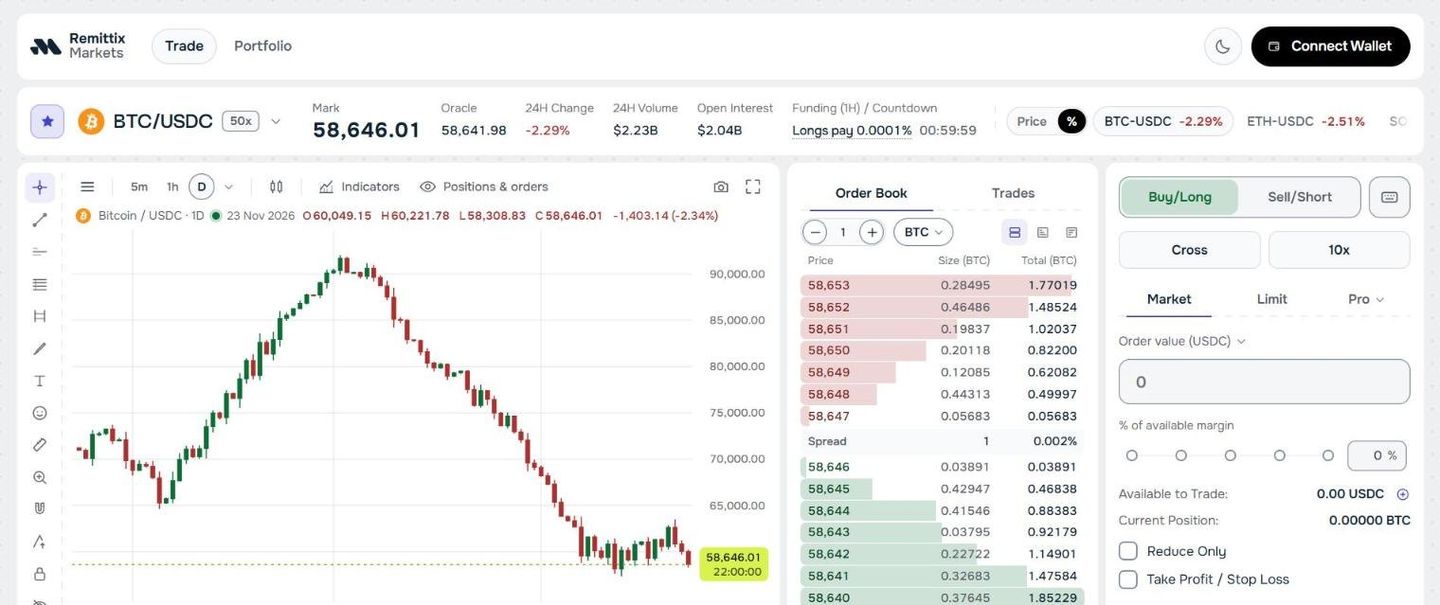 Remittix
Markets
Trade
Portfolio
Connect Wallet
BTC/USDC
50x
Mark
58,646.01
Oracle
58,641.98
24H Change
-2.29%
24H Volume
$2.23B
Open Interest
$2.04B
Funding (1H) / Countdown
Longs pay 0.0001% 00:59:59
Price %
BTC-USDC -2.29%
ETH-USDC -2.51%
SO
5m 1h D
Indicators
Positions & orders
Bitcoin / USDC · 1D 23 Nov 2026 O60,049.15 H60,221.78 L58,308.83 C58,646.01 -1,403.14 (-2.34%)
90,000.00
85,000.00
80,000.00
75,000.00
70,000.00
65,000.00
58,646.01
22:00:00
T
Order Book
Trades
1
BTC
Price Size (BTC) Total (BTC)
58,653 0.28495 1.77019
58,652 0.46486 1.48524
58,651 0.19837 1.02037
58,650 0.20118 0.82200
58,649 0.12085 0.62082
58,648 0.44313 0.49997
58,647 0.05683 0.05683
Spread 1 0.002%
58,646 0.03891 0.03891
58,645 0.42947 0.46838
58,644 0.41546 0.88383
58,643 0.03795 0.92179
58,642 0.22722 1.14901
58,641 0.32683 1.47584
58,640 0.37645 1.85229
Buy/Long
Sell/Short
Cross
10x
Market
Limit
Pro
Order value (USDC)
0
% of available margin
0 %
Available to Trade: 0.00 USDC
Current Position: 0.00000 BTC
Reduce Only
Take Profit / Stop Loss